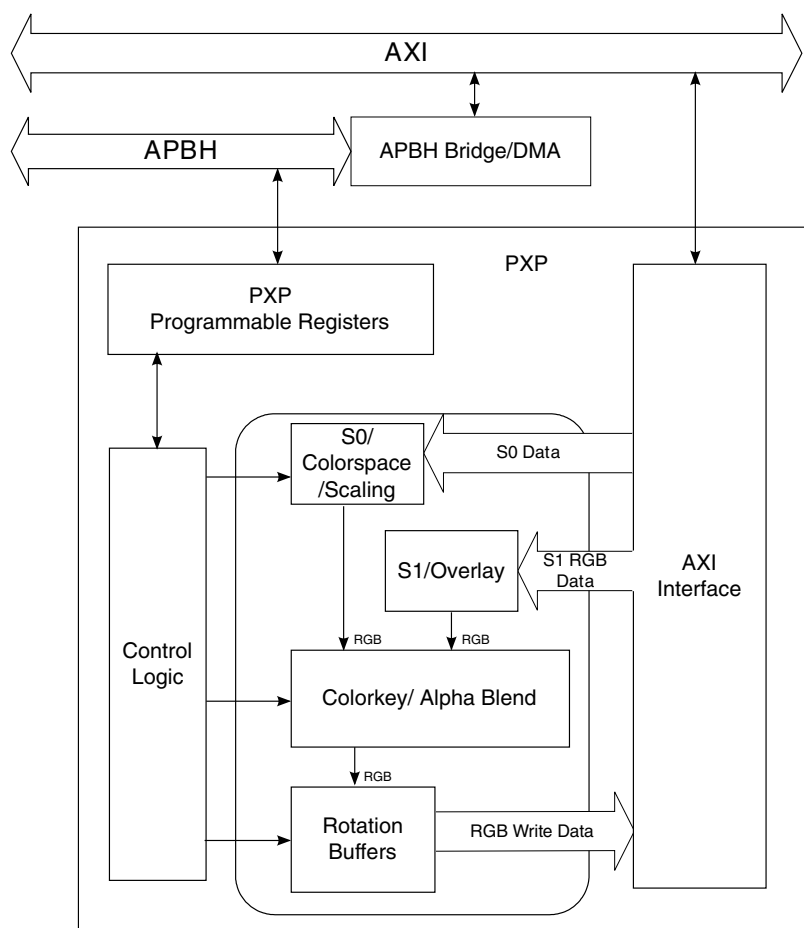 AXI
APBH
APBH Bridge/DMA
PXP
PXP
Programmable Registers
S0/
Colorspace
/Scaling
S0 Data
S1/Overlay
S1 RGB
Data
AXI
Interface
Control
Logic
RGB
RGB
Colorkey/ Alpha Blend
RGB
Rotation
Buffers
RGB Write Data